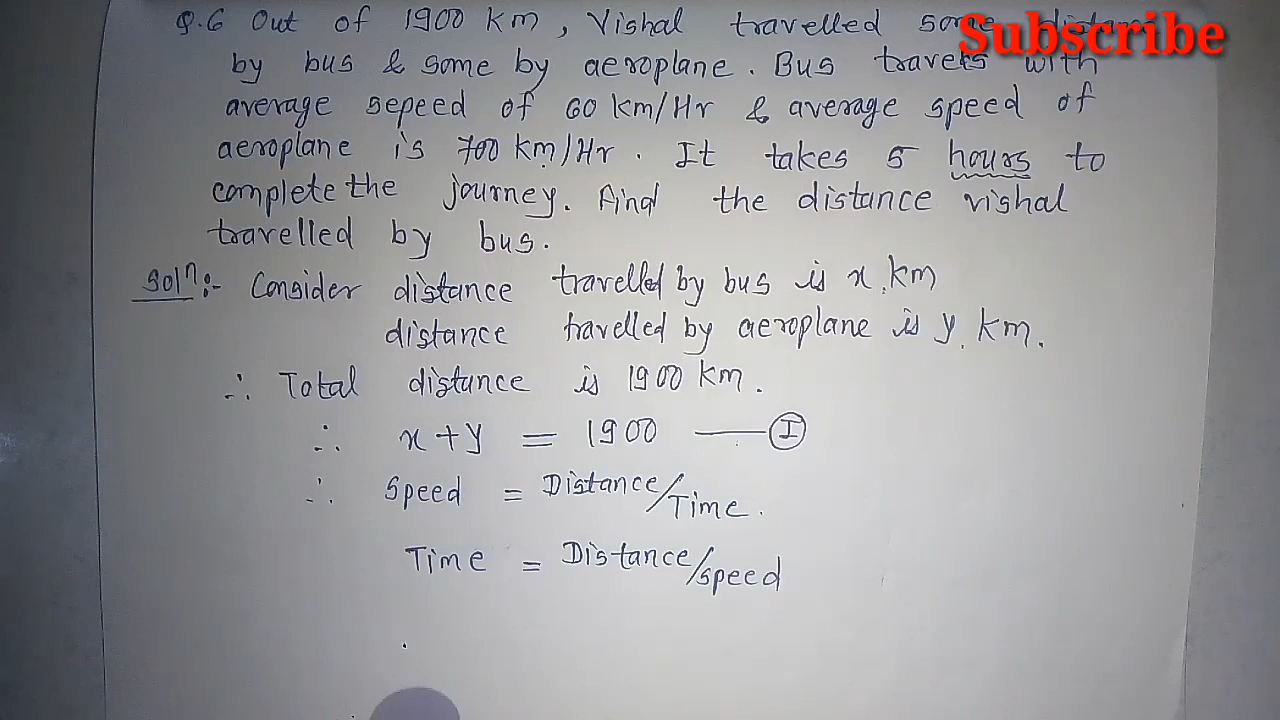 Q.6 Out of 1900 km, Vishal travelled some
Subscribe
by bus & some by aeroplane. Bus travels with
average sepeed of 60 km/Hr & average speed of
aeroplane is 700 km/Hr. It takes 5 hours to
complete the journey. Find the distance vishal
travelled by bus.
Soln:- Consider distance travelled by bus is x km
distance travelled by aeroplane is y km.
∴ Total distance is 1900 km.
∴ x+y = 1900 —— I
∴ Speed = Distance/Time.
Time = Distance/speed